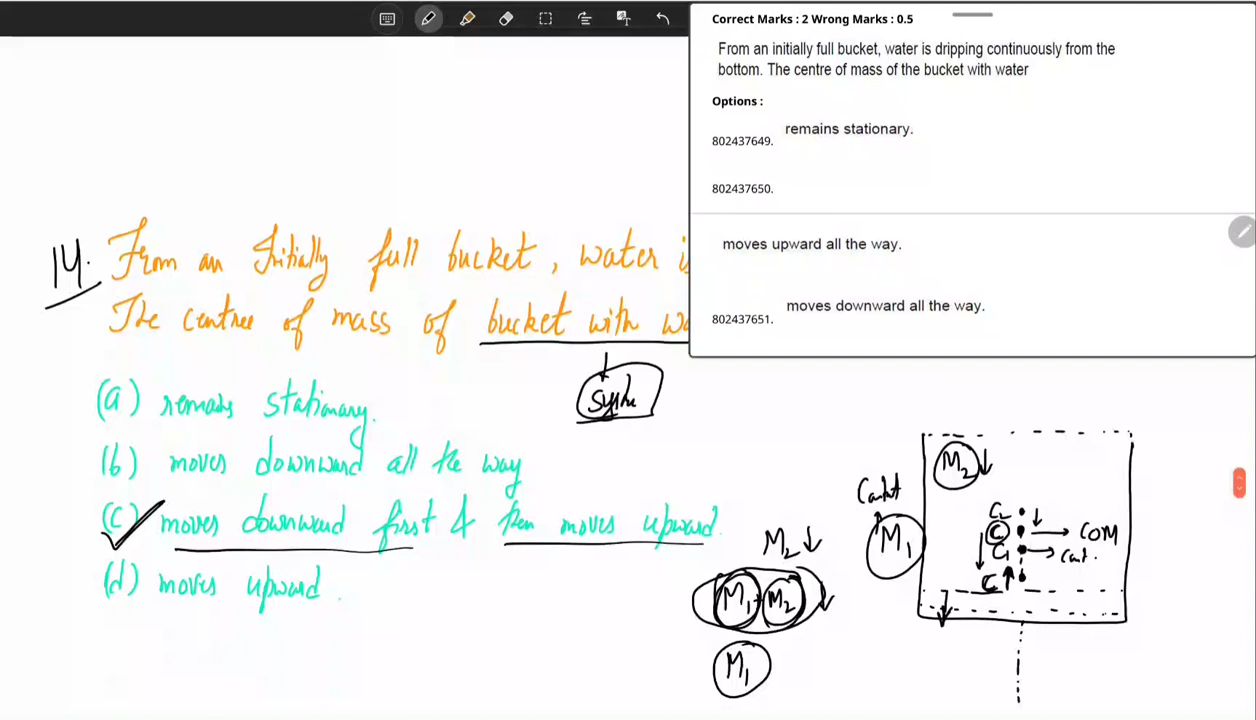 Correct Marks : 2 Wrong Marks : 0.5
From an initially full bucket, water is dripping continuously from the
bottom. The centre of mass of the bucket with water
Options :
remains stationary.
802437649.
802437650.
moves upward all the way.
moves downward all the way.
802437651.
14. From an Initially full bucket, water is
The centre of mass of bucket with wa
(a) remains stationary.
(b) moves downward all the way
(c) moves downward first & then moves upward.
(d) moves upward.
M2
M1
C2
C
COM
C1
C
M2
M1 M2
M1